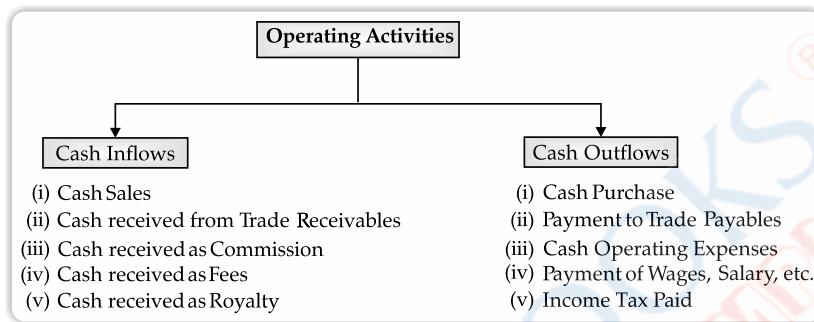 Operating Activities
Cash Inflows
(i) Cash Sales
(ii) Cash received from Trade Receivables
(iii) Cash received as Commission
(iv) Cash received as Fees
(v) Cash received as Royalty
Cash Outflows
(i) Cash Purchase
(ii) Payment to Trade Payables
(iii) Cash Operating Expenses
(iv) Payment of Wages, Salary, etc.
(v) Income Tax Paid
OOKS